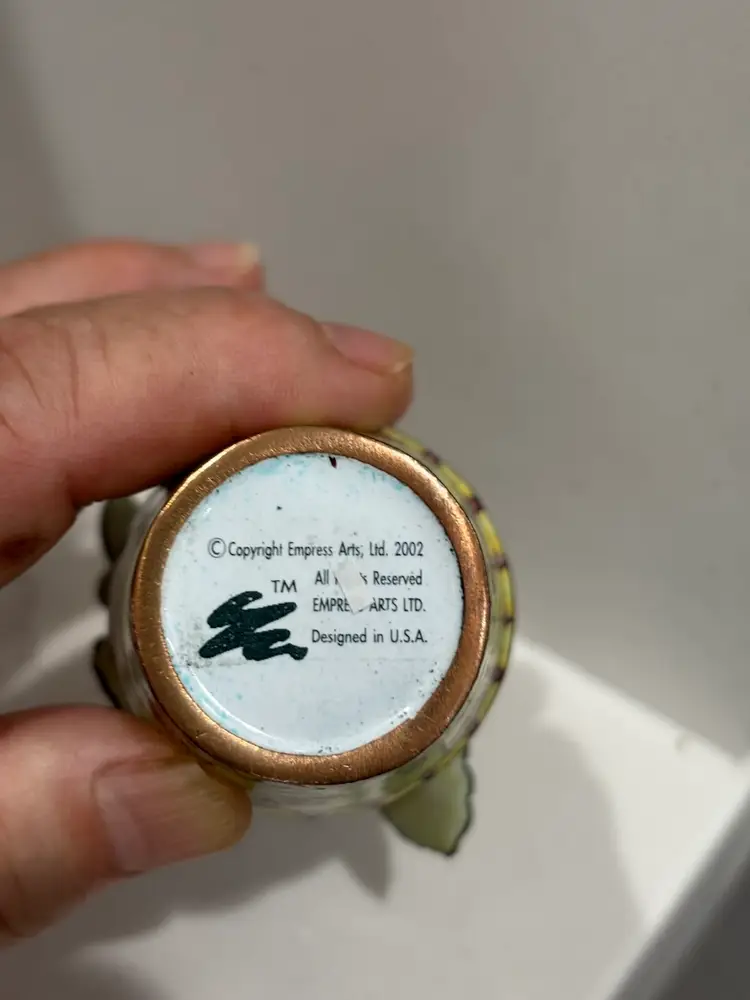 ©Copyright Empress Arts, Ltd. 2002
All Reserved
TM
ARTS LTD.
Designed in U.S.A.